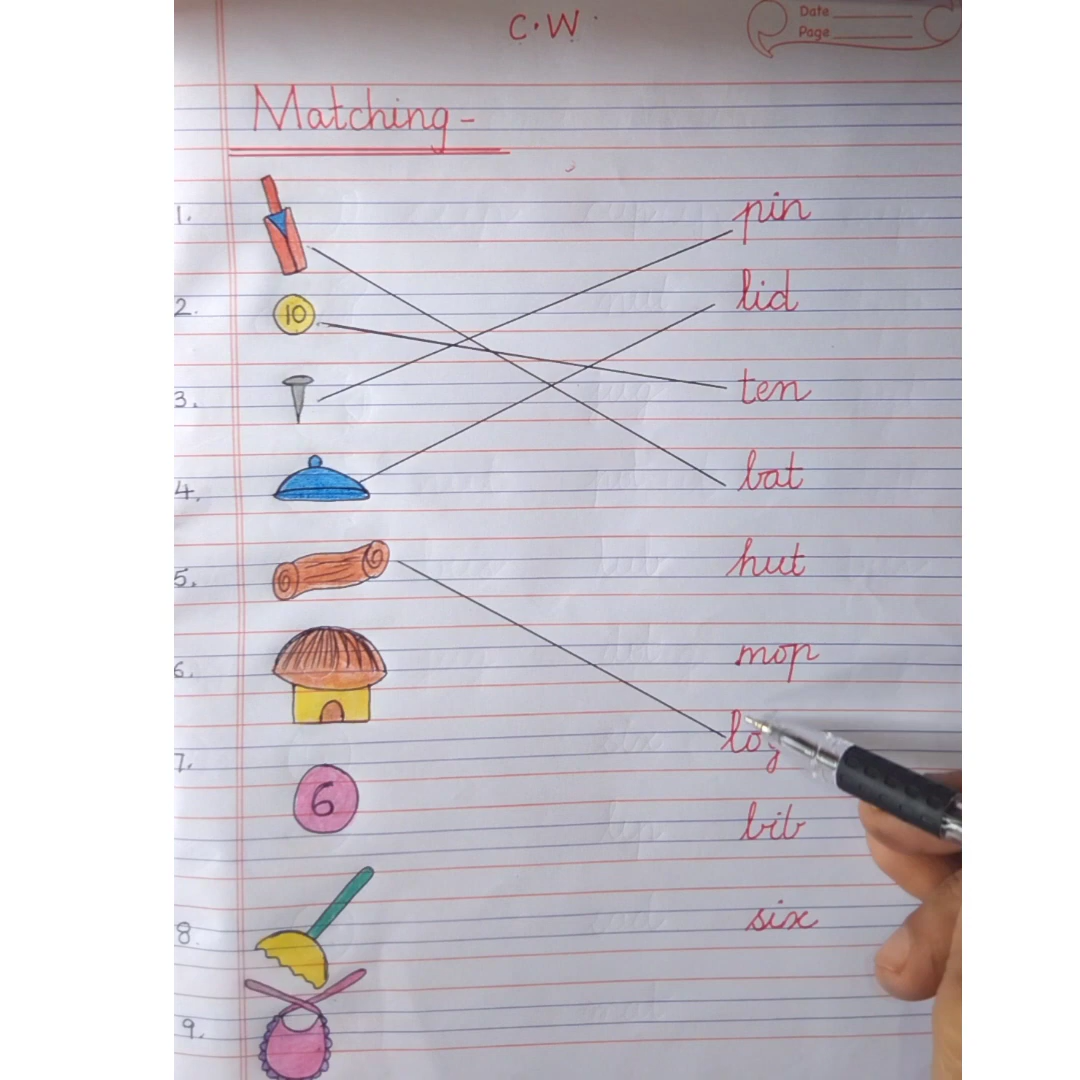 C.W.
Date
Page
Matching -
1. pin
2. 10 lid
3. ten
4. bat
5. hut
6. mop
7. log
6 bib
8. six
9.